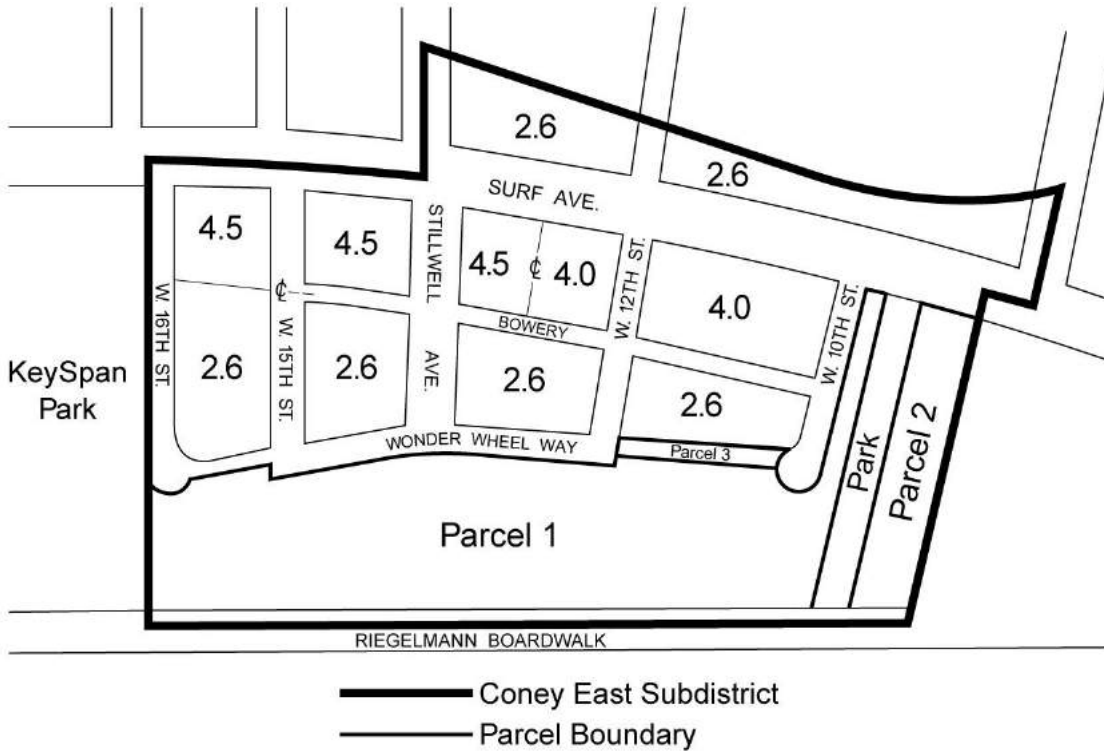 2.6
2.6
SURF AVE.
4.5
4.5
STILLWELL
AVE.
4.5
℄
4.0
W. 12TH ST.
4.0
W. 10TH ST.
W. 16TH ST.
℄
W. 15TH ST.
BOWERY
KeySpan
Park
2.6
2.6
2.6
2.6
WONDER WHEEL WAY
Parcel 3
Park
Parcel 2
Parcel 1
RIEGELMANN BOARDWALK
Coney East Subdistrict
Parcel Boundary